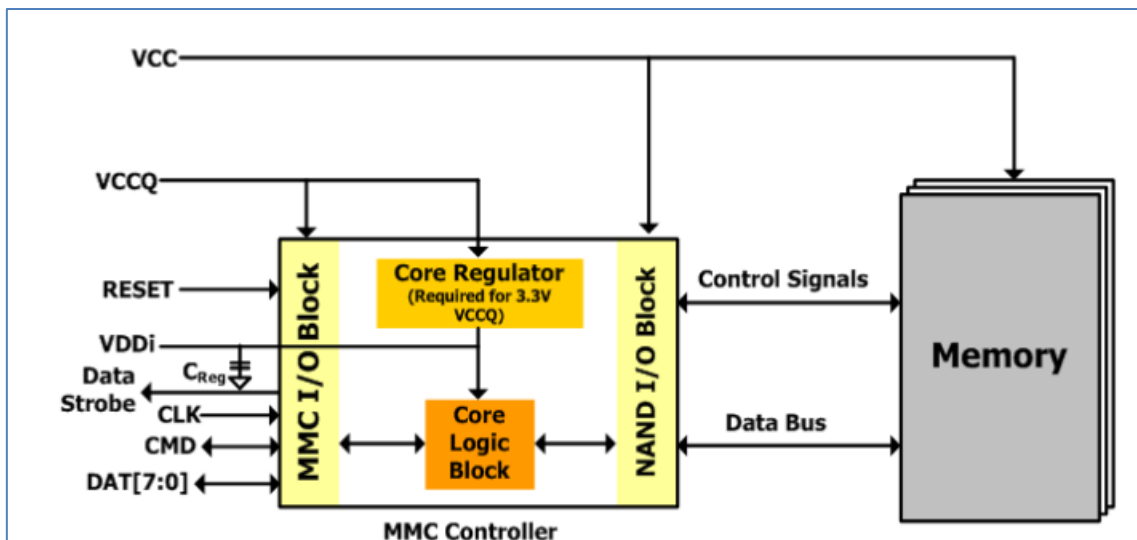 VCC
VCCQ
RESET
VDDi
CReg
Data
Strobe
CLK
CMD
DAT[7:0]
MMC I/O Block
Core Regulator
(Required for 3.3V
VCCQ)
Core
Logic
Block
NAND I/O Block
MMC Controller
Control Signals
Data Bus
Memory